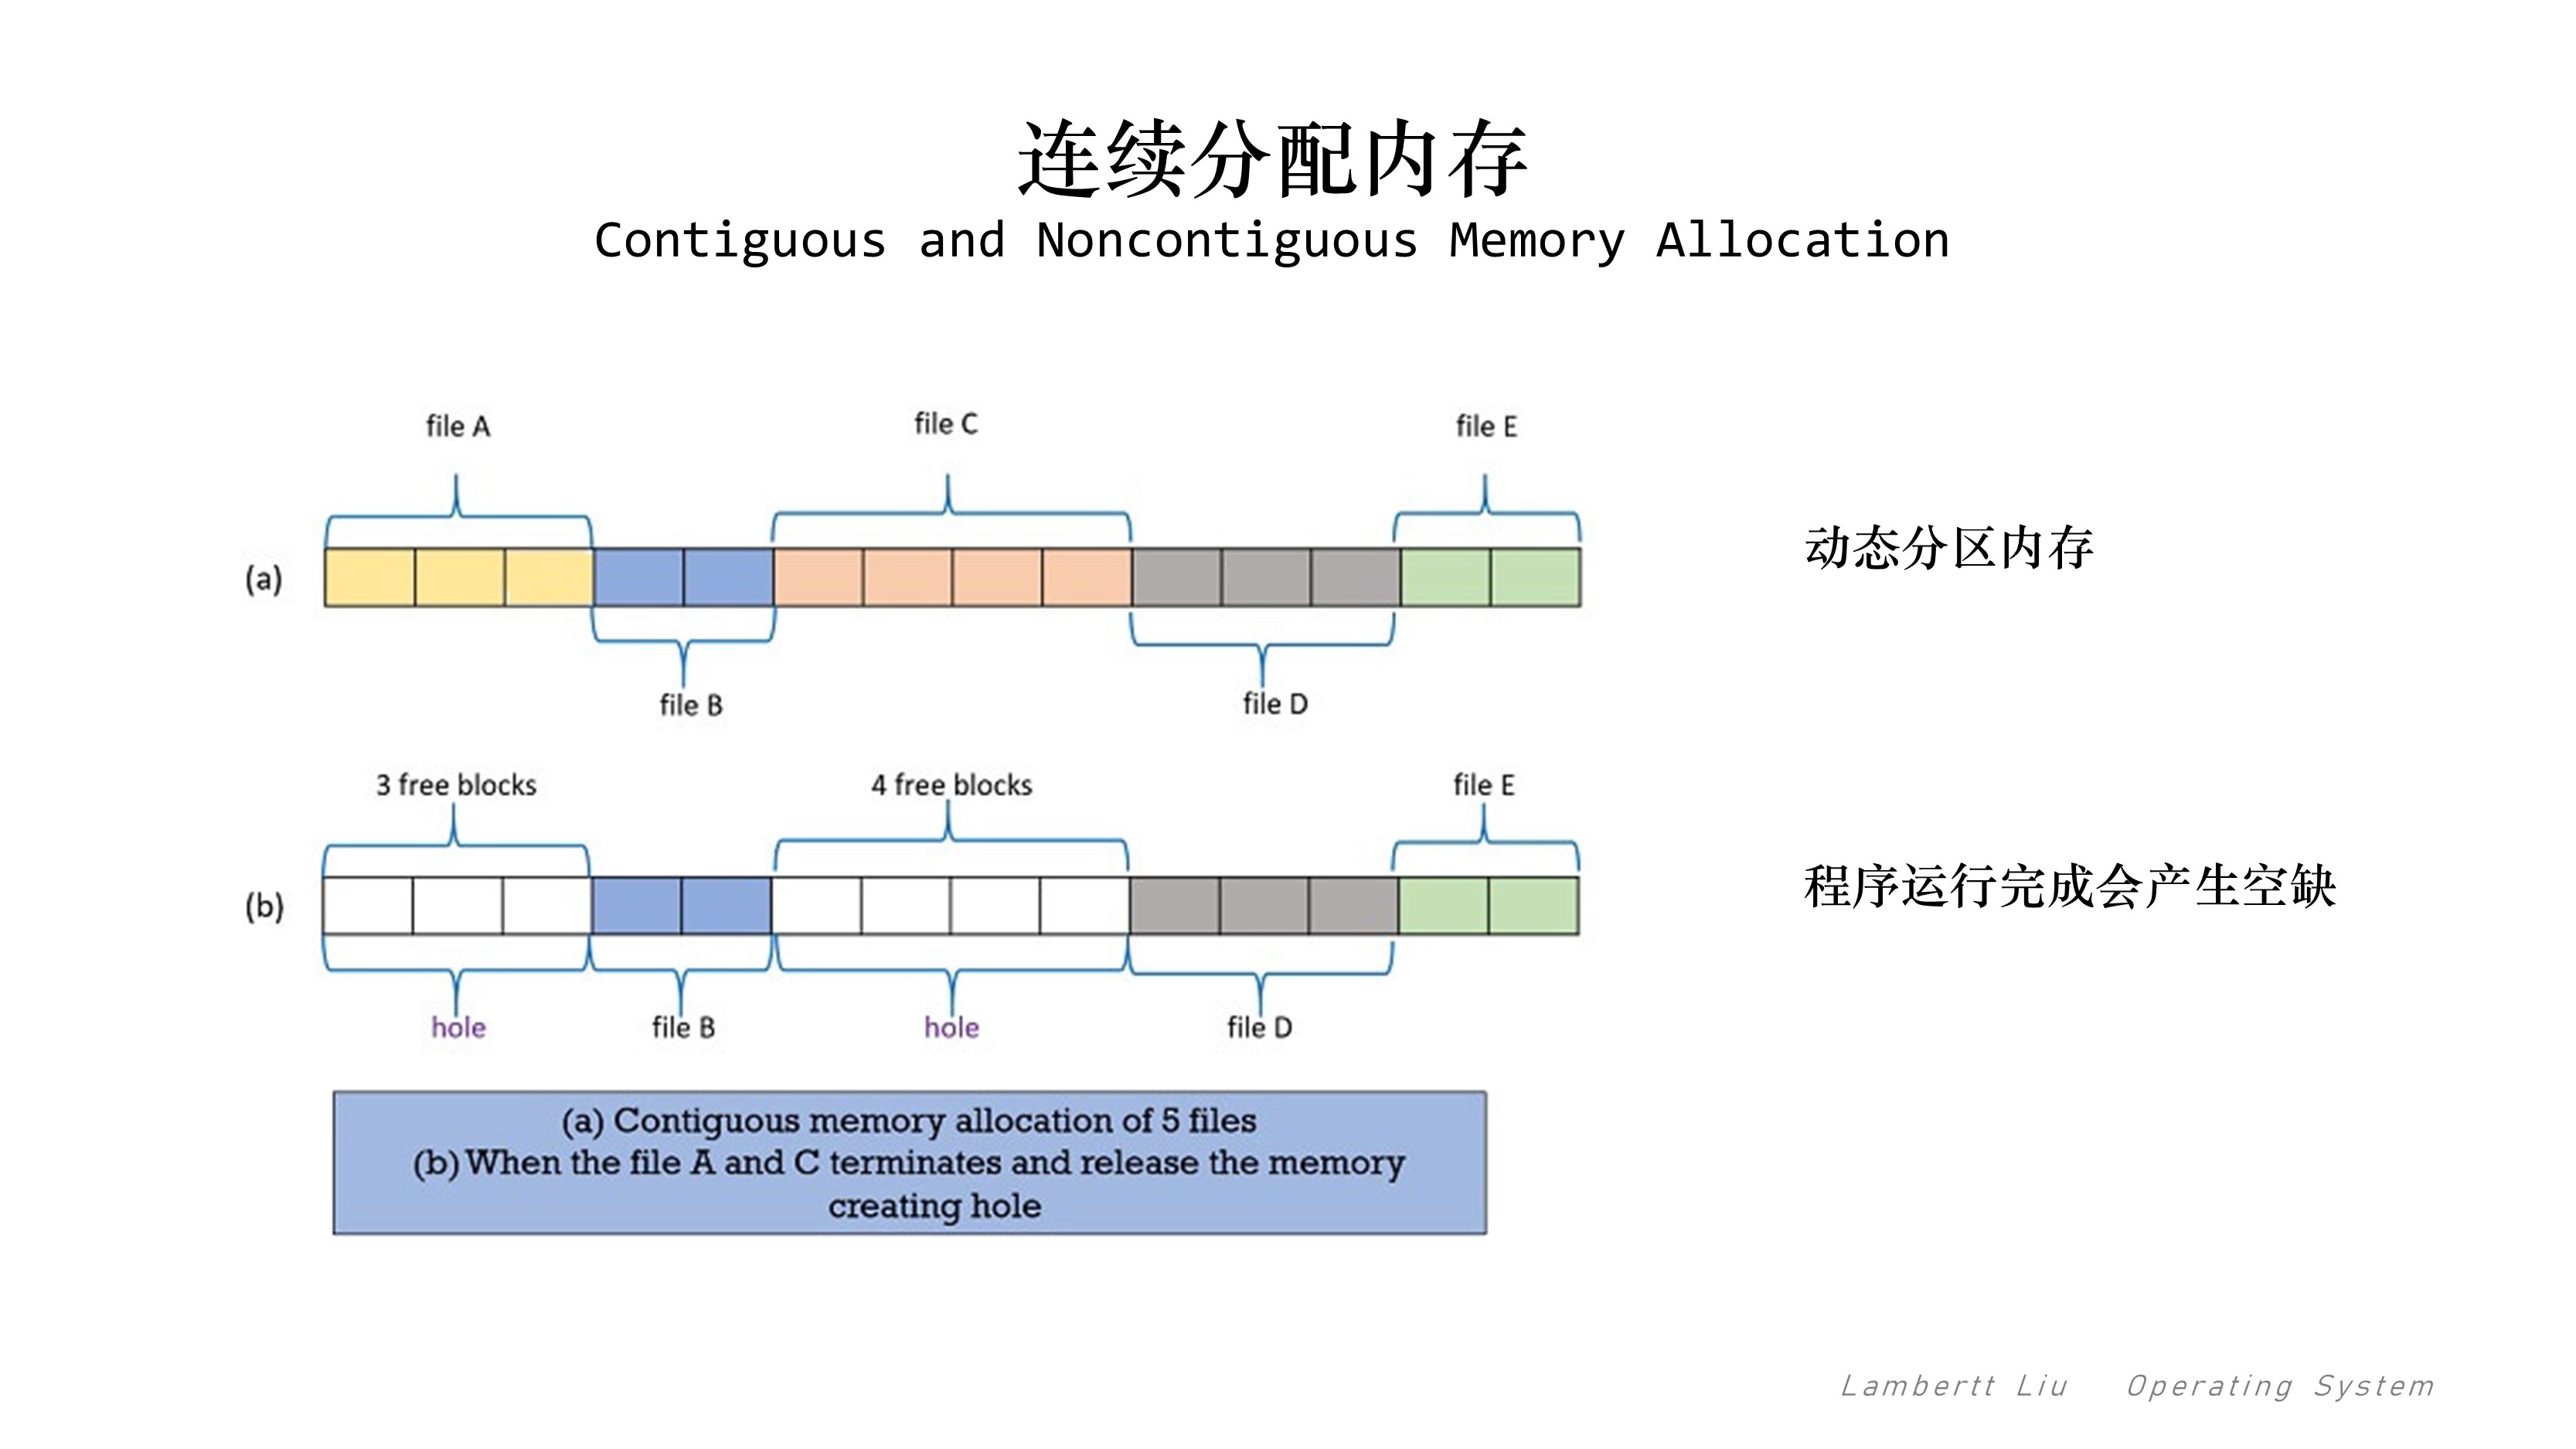 连续分配内存
Contiguous and Noncontiguous Memory Allocation
file A
file C
file E
(a)
动态分区内存
file B
file D
3 free blocks
4 free blocks
file E
(b)
程序运行完成会产生空缺
hole
file B
hole
file D
(a) Contiguous memory allocation of 5 files
(b) When the file A and C terminates and release the memory
creating hole
Lambertt Liu Operating System